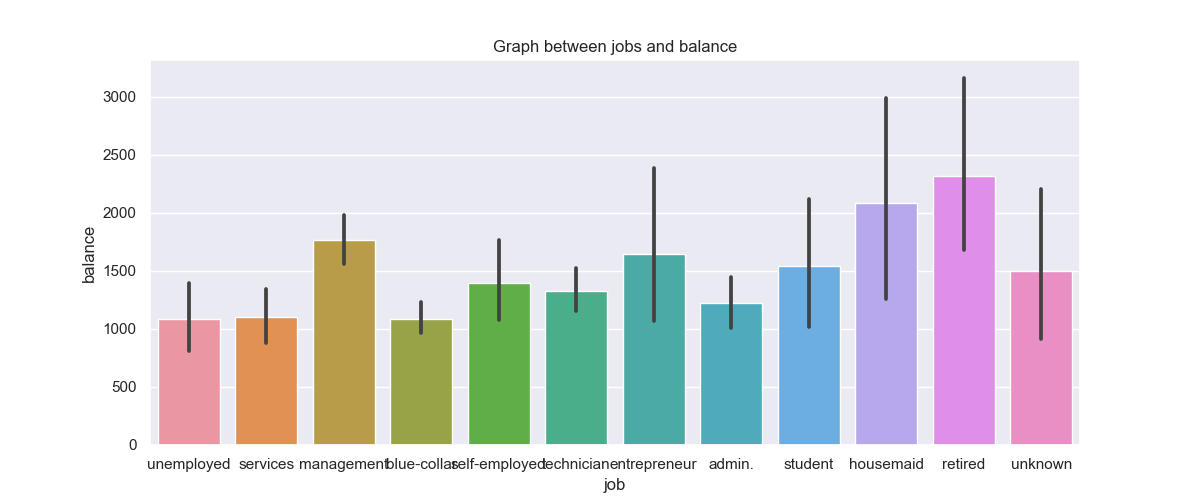 Graph between jobs and balance
3000
2500
2000
1500
1000
500
0
balance
unemployed services management blue-collar self-employed technician entrepreneur admin. student housemaid retired unknown
job